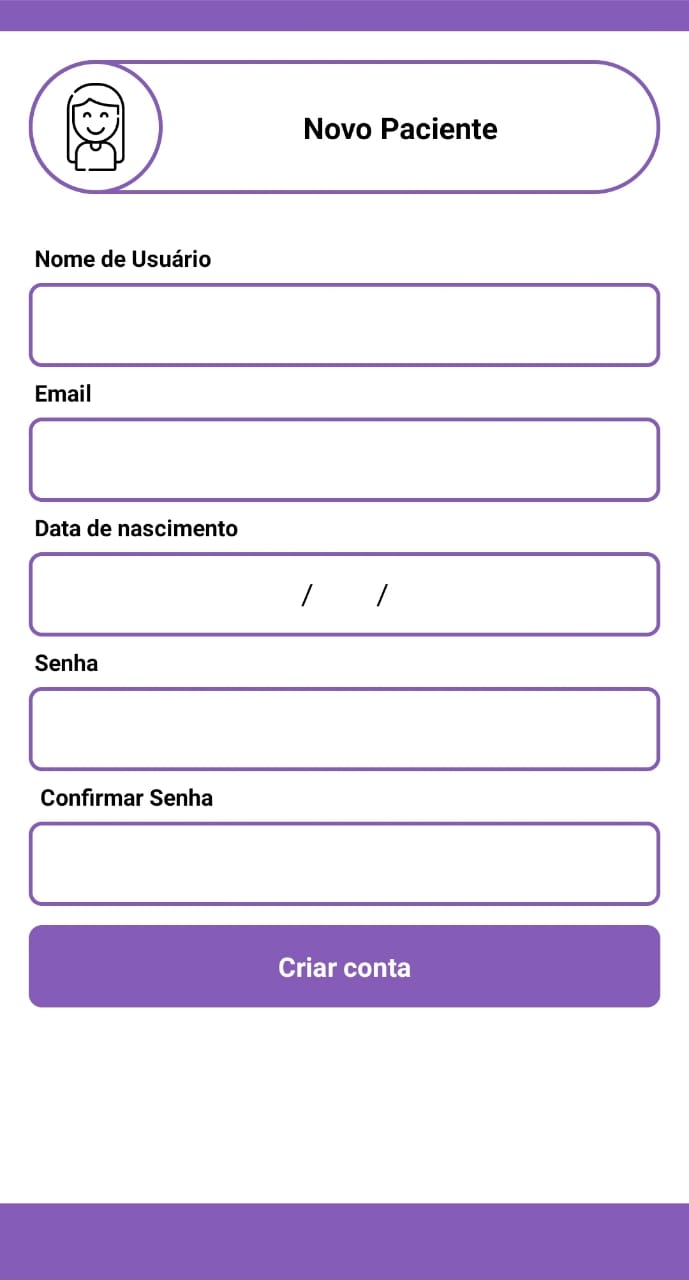 Novo Paciente
Nome de Usuário
Email
Data de nascimento
/ /
Senha
Confirmar Senha
Criar conta